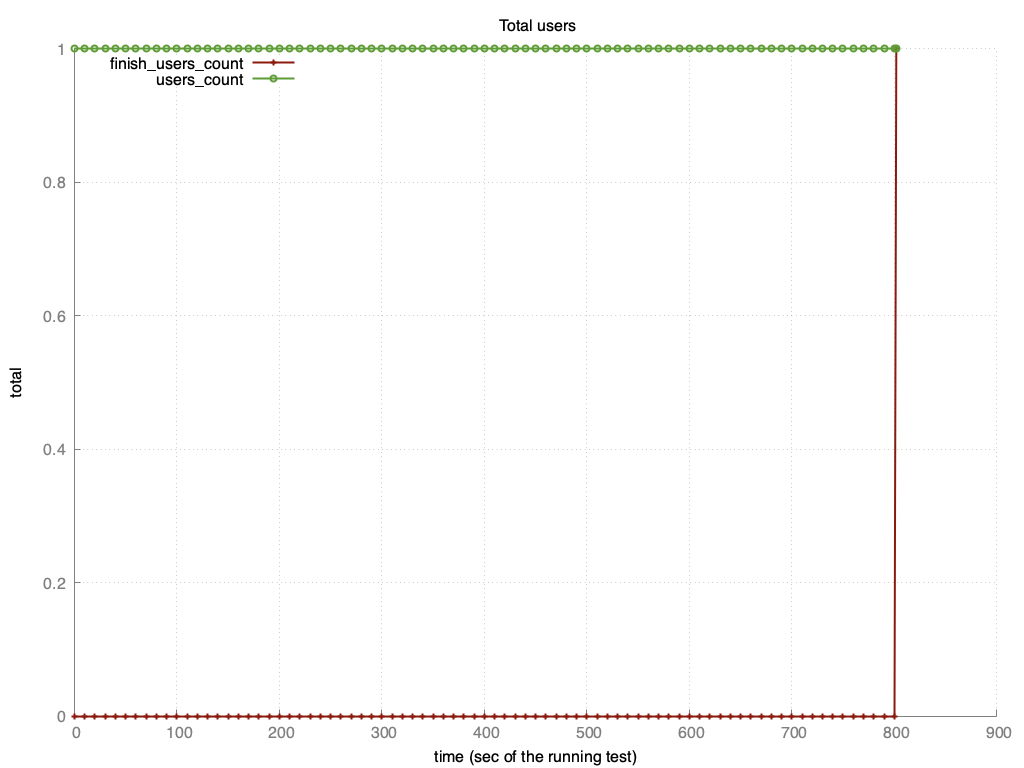 Total users
1
finish_users_count
users_count
0.8
0.6
total
0.4
0.2
0
0 100 200 300 400 500 600 700 800 900
time (sec of the running test)